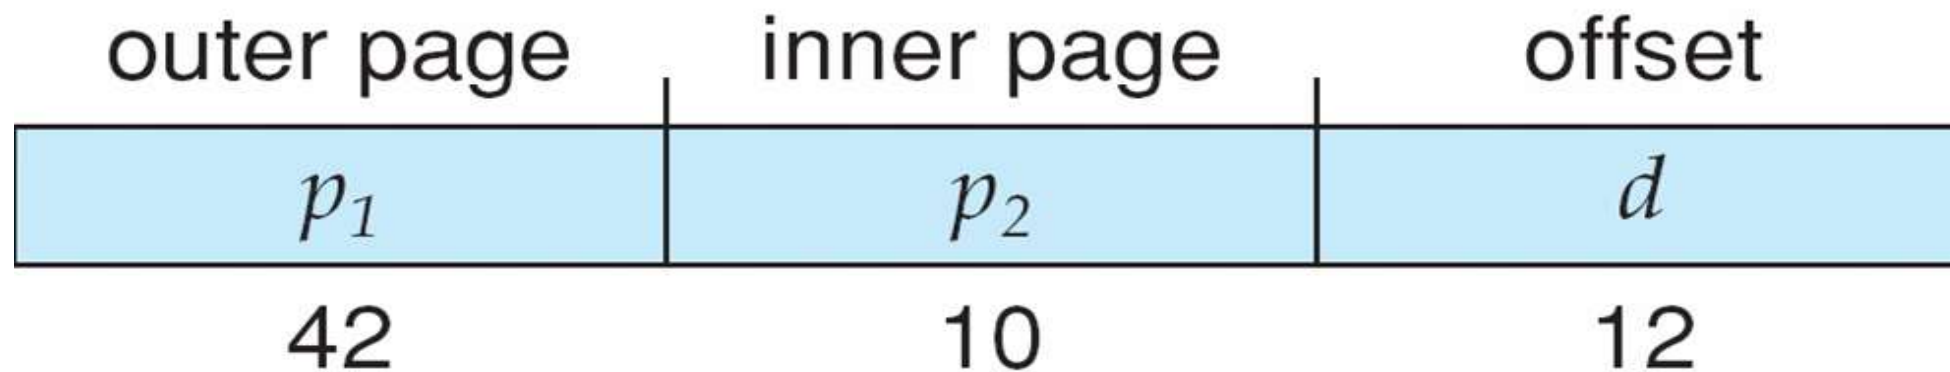 outer page inner page offset
p₁ p₂ d
42 10 12